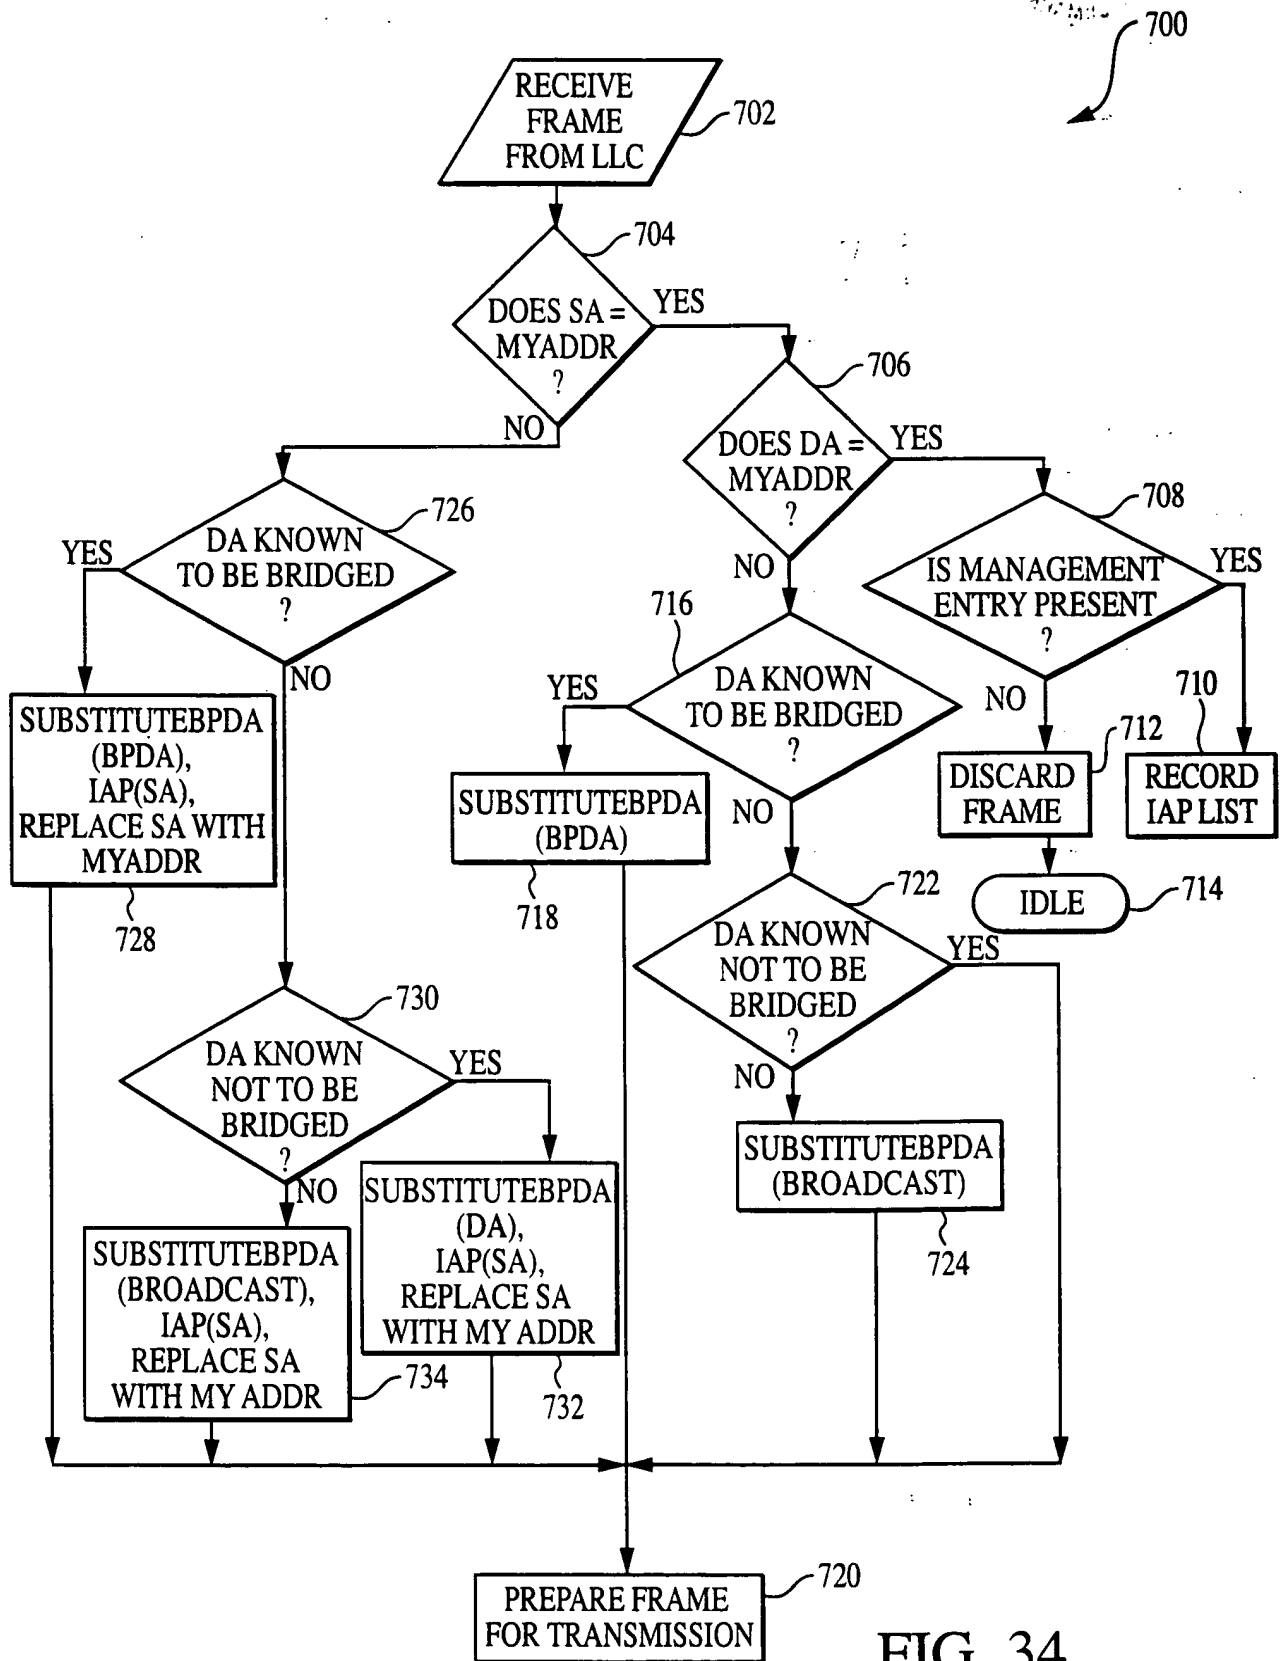 700
RECEIVE
FRAME
FROM LLC
702
704
DOES SA =
MYADDR
?
YES
NO
706
DOES DA =
MYADDR
?
YES
NO
708
IS MANAGEMENT
ENTRY PRESENT
?
YES
NO
726
DA KNOWN
TO BE BRIDGED
?
YES
NO
716
DA KNOWN
TO BE BRIDGED
?
YES
NO
710
RECORD
IAP LIST
712
DISCARD
FRAME
IDLE
714
SUBSTITUTEBPDA
(BPDA),
IAP(SA),
REPLACE SA WITH
MYADDR
728
SUBSTITUTEBPDA
(BPDA)
718
722
DA KNOWN
NOT TO BE
BRIDGED
?
YES
NO
730
DA KNOWN
NOT TO BE
BRIDGED
?
YES
NO
SUBSTITUTEBPDA
(BROADCAST)
724
SUBSTITUTEBPDA
(DA),
IAP(SA),
REPLACE SA
WITH MY ADDR
732
SUBSTITUTEBPDA
(BROADCAST),
IAP(SA),
REPLACE SA
WITH MY ADDR
734
720
PREPARE FRAME
FOR TRANSMISSION
FIG. 34